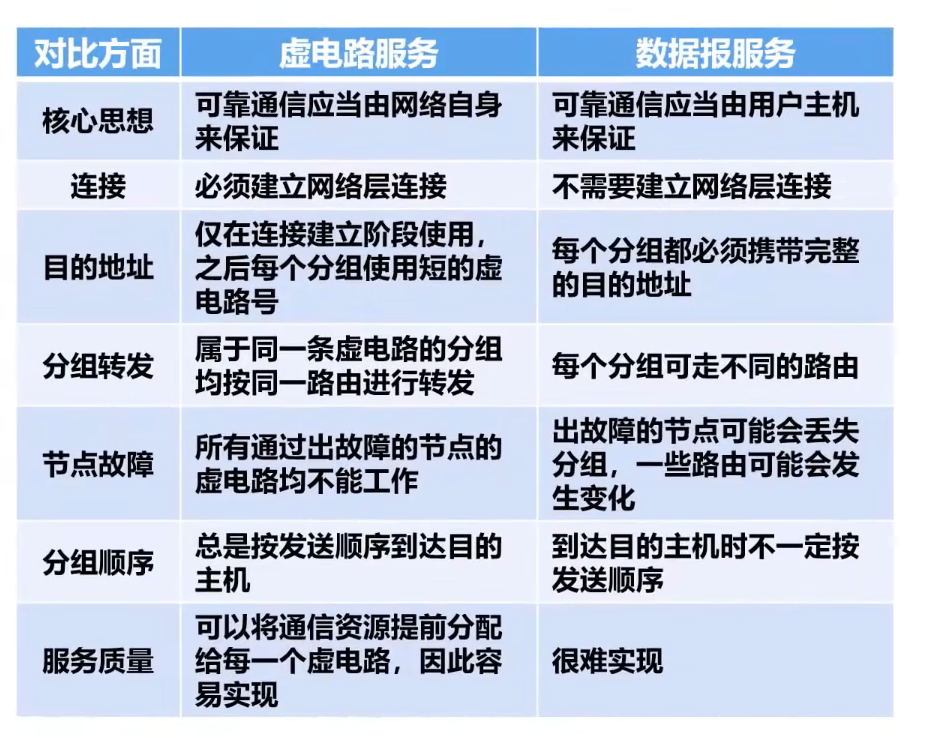 对比方面
虚电路服务
数据报服务
核心思想
可靠通信应当由网络自身
来保证
可靠通信应当由用户主机
来保证
连接
必须建立网络层连接
不需要建立网络层连接
目的地址
仅在连接建立阶段使用，
之后每个分组使用短的虚
电路号
每个分组都必须携带完整
的目的地址
分组转发
属于同一条虚电路的分组
均按同一路由进行转发
每个分组可走不同的路由
节点故障
所有通过出故障的节点的
虚电路均不能工作
出故障的节点可能会丢失
分组，一些路由可能会发
生变化
分组顺序
总是按发送顺序到达目的
主机
到达目的主机时不一定按
发送顺序
服务质量
可以将通信资源提前分配
给每一个虚电路，因此容
易实现
很难实现